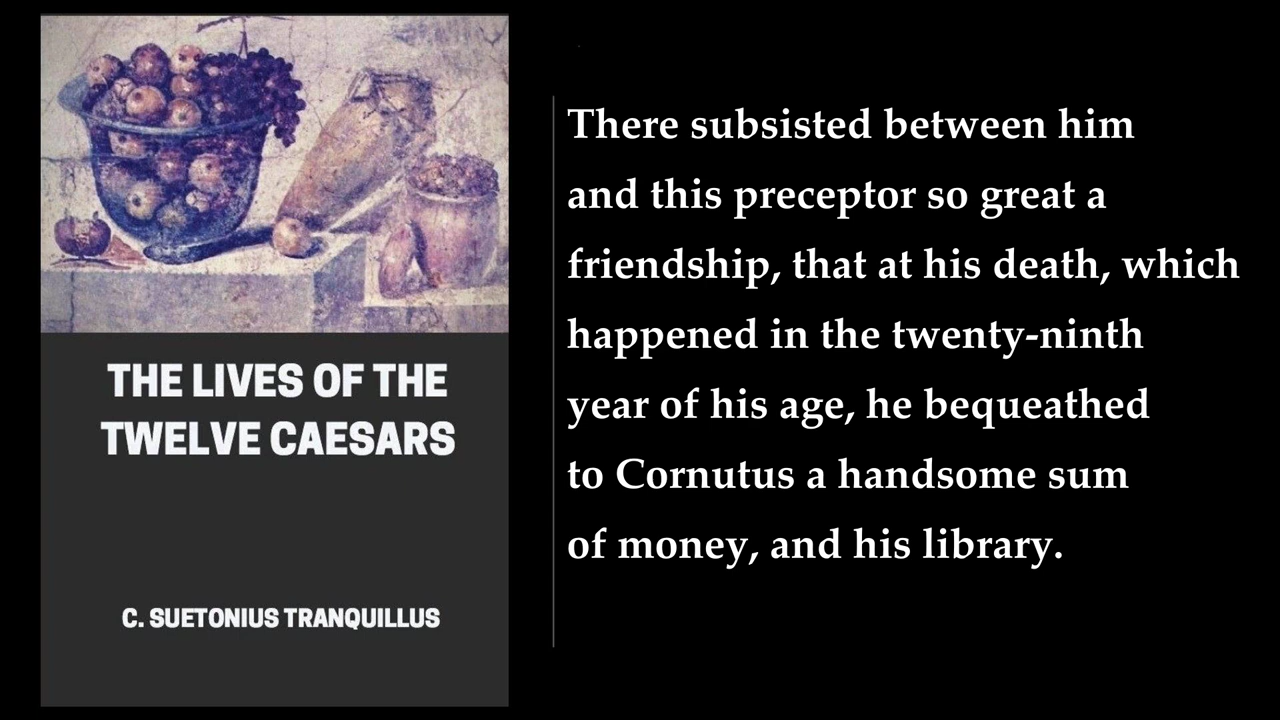 THE LIVES OF THE
TWELVE CAESARS
C. SUETONIUS TRANQUILLUS
There subsisted between him
and this preceptor so great a
friendship, that at his death, which
happened in the twenty-ninth
year of his age, he bequeathed
to Cornutus a handsome sum
of money, and his library.